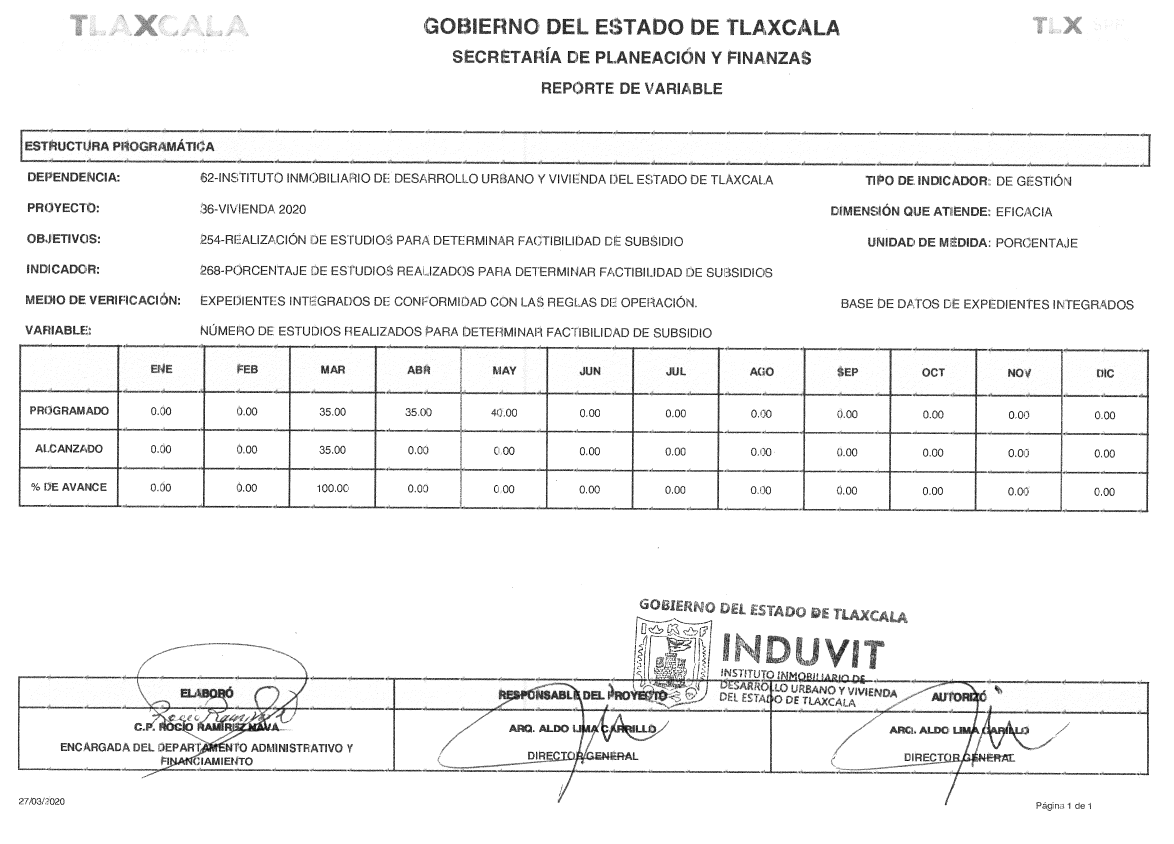 TLAXCALA
TLX
GOBIERNO DEL ESTADO DE TLAXCALA
SECRETARÍA DE PLANEACIÓN Y FINANZAS
REPORTE DE VARIABLE
ESTRUCTURA PROGRAMÁTICA
DEPENDENCIA: 62-INSTITUTO INMOBILIARIO DE DESARROLLO URBANO Y VIVIENDA DEL ESTADO DE TLAXCALA TIPO DE INDICADOR: DE GESTIÓN
PROYECTO: 36-VIVIENDA 2020 DIMENSIÓN QUE ATIENDE: EFICACIA
OBJETIVOS: 254-REALIZACIÓN DE ESTUDIOS PARA DETERMINAR FACTIBILIDAD DE SUBSIDIO UNIDAD DE MEDIDA: PORCENTAJE
INDICADOR: 268-PORCENTAJE DE ESTUDIOS REALIZADOS PARA DETERMINAR FACTIBILIDAD DE SUBSIDIOS
MEDIO DE VERIFICACIÓN: EXPEDIENTES INTEGRADOS DE CONFORMIDAD CON LAS REGLAS DE OPERACIÓN. BASE DE DATOS DE EXPEDIENTES INTEGRADOS
VARIABLE: NÚMERO DE ESTUDIOS REALIZADOS PARA DETERMINAR FACTIBILIDAD DE SUBSIDIO
ENE FEB MAR ABR MAY JUN JUL AGO SEP OCT NOV DIC
PROGRAMADO 0.00 0.00 35.00 35.00 40.00 0.00 0.00 0.00 0.00 0.00 0.00 0.00
ALCANZADO 0.00 0.00 35.00 0.00 0.00 0.00 0.00 0.00 0.00 0.00 0.00 0.00
% DE AVANCE 0.00 0.00 100.00 0.00 0.00 0.00 0.00 0.00 0.00 0.00 0.00 0.00
GOBIERNO DEL ESTADO DE TLAXCALA
INDUVIT
INSTITUTO INMOBILIARIO DE
DESARROLLO URBANO Y VIVIENDA
DEL ESTADO DE TLAXCALA
ELABORÓ
C.P. ROCÍO RAMÍREZ NAVA
ENCARGADA DEL DEPARTAMENTO ADMINISTRATIVO Y
FINANCIAMIENTO
RESPONSABLE DEL PROYECTO
ARQ. ALDO LIMA CARRILLO
DIRECTOR GENERAL
AUTORIZÓ
ARQ. ALDO LIMA CARILLO
DIRECTOR GENERAL
27/03/2020
Página 1 de 1